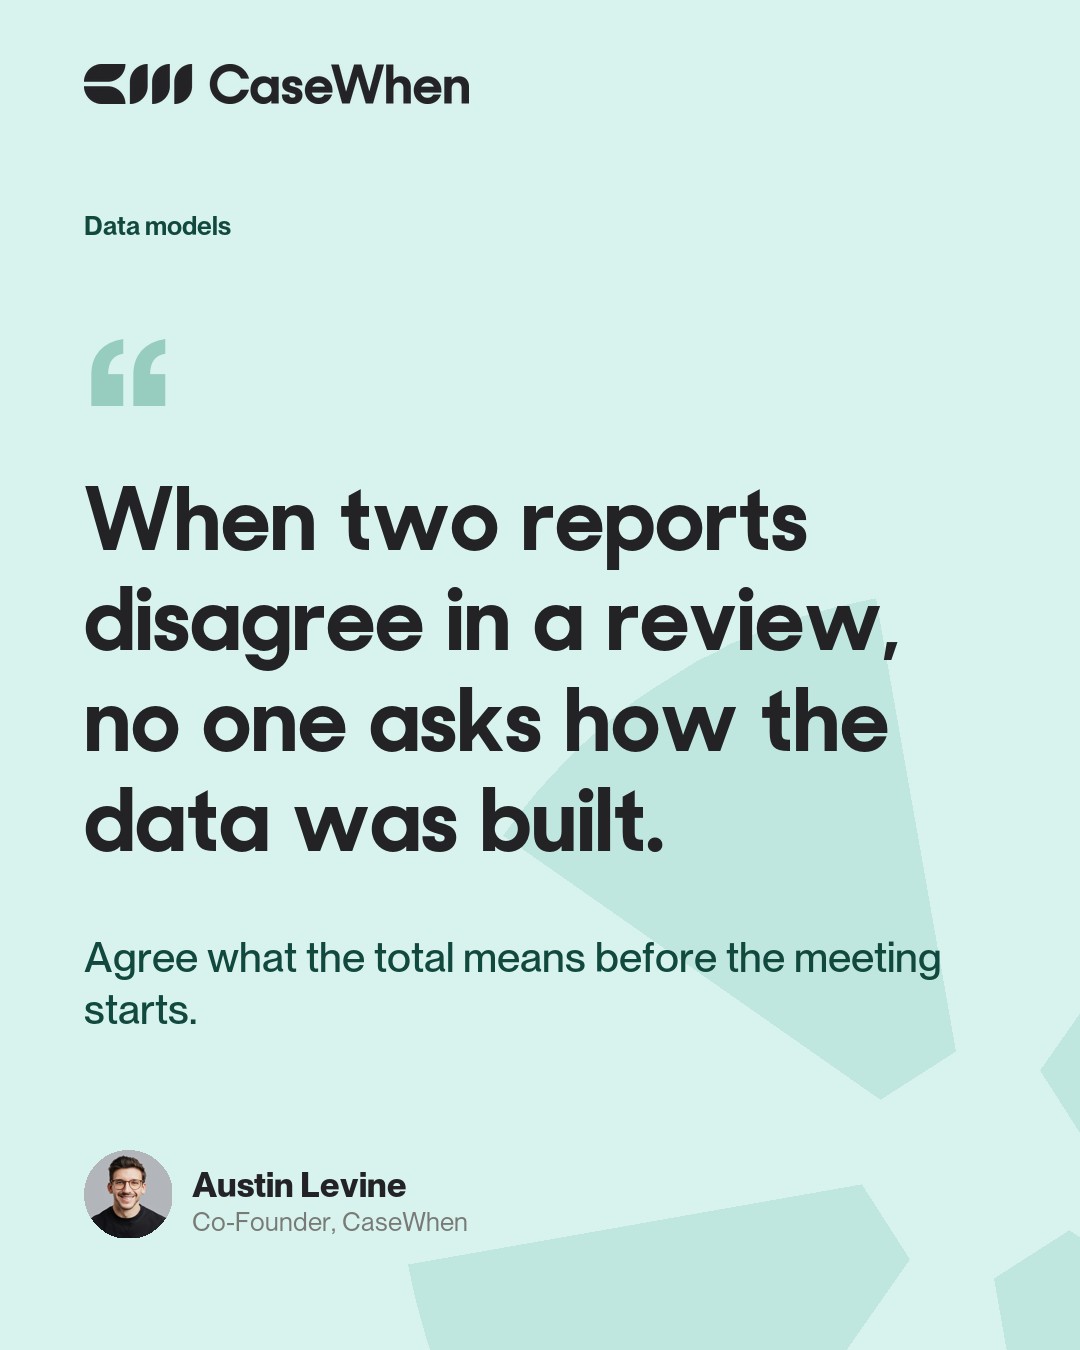 CaseWhen
Data models
“
When two reports
disagree in a review,
no one asks how the
data was built.
Agree what the total means before the meeting
starts.
Austin Levine
Co-Founder, CaseWhen